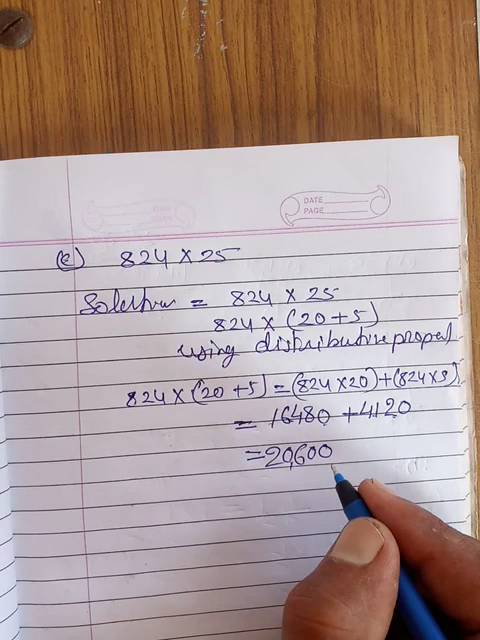 DATE
PAGE
(e) 824 × 25
Solution = 824 × 25
824 × (20+5)
using distributive propert
824 × (20+5) = (824×20)+(824×5)
= 16480 + 4120
= 20,600